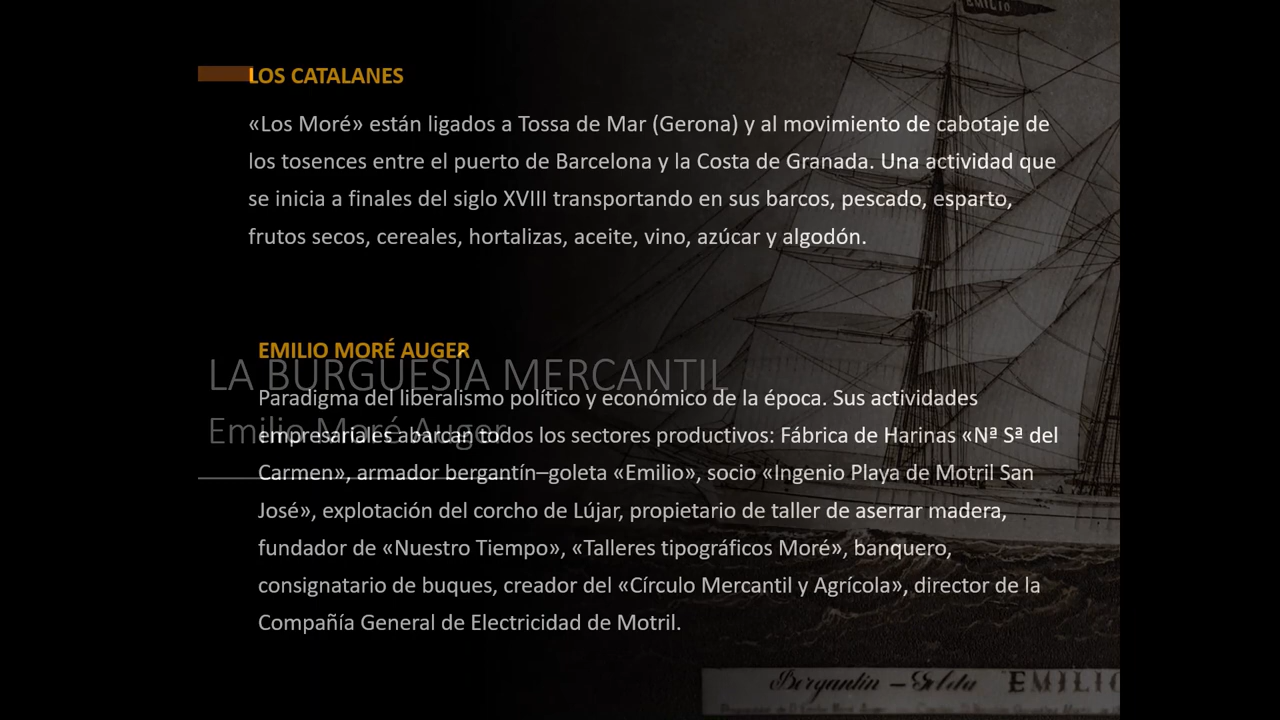 EMILIO
LOS CATALANES
«Los Moré» están ligados a Tossa de Mar (Gerona) y al movimiento de cabotaje de
los tosences entre el puerto de Barcelona y la Costa de Granada. Una actividad que
se inicia a finales del siglo XVIII transportando en sus barcos, pescado, esparto,
frutos secos, cereales, hortalizas, aceite, vino, azúcar y algodón.
EMILIO MORÉ AUGER
LA BURGUESÍA MERCANTIL
Paradigma del liberalismo político y económico de la época. Sus actividades
Emilio Moré Auger
empresariales abarcan todos los sectores productivos: Fábrica de Harinas «Nª Sª del
Carmen», armador bergantín–goleta «Emilio», socio «Ingenio Playa de Motril San
José», explotación del corcho de Lújar, propietario de taller de aserrar madera,
fundador de «Nuestro Tiempo», «Talleres tipográficos Moré», banquero,
consignatario de buques, creador del «Círculo Mercantil y Agrícola», director de la
Compañía General de Electricidad de Motril.
Bergantin – Goleta EMILIO